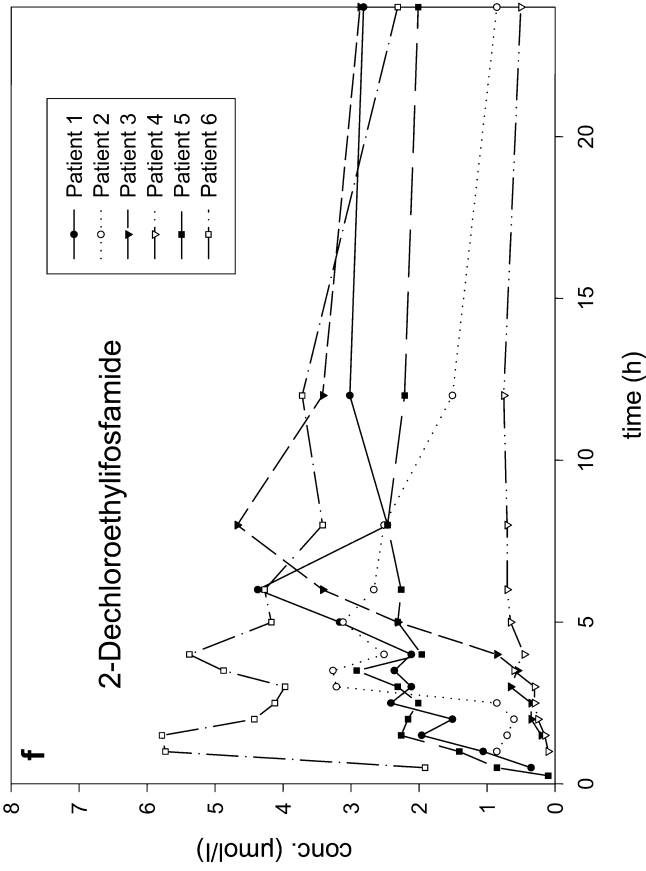 f
2-Dechloroethylifosfamide
Patient 1
Patient 2
Patient 3
Patient 4
Patient 5
Patient 6
conc. (µmol/l)
8
7
6
5
4
3
2
1
0
0
5
10
15
20
time (h)